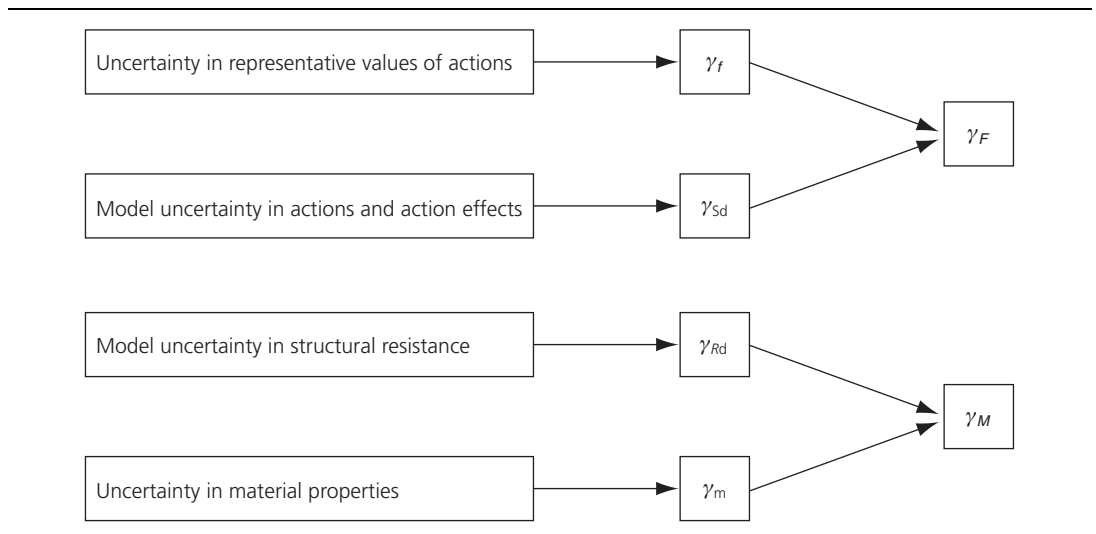 Uncertainty in representative values of actions
γf
γF
Model uncertainty in actions and action effects
γSd
Model uncertainty in structural resistance
γRd
γM
Uncertainty in material properties
γm